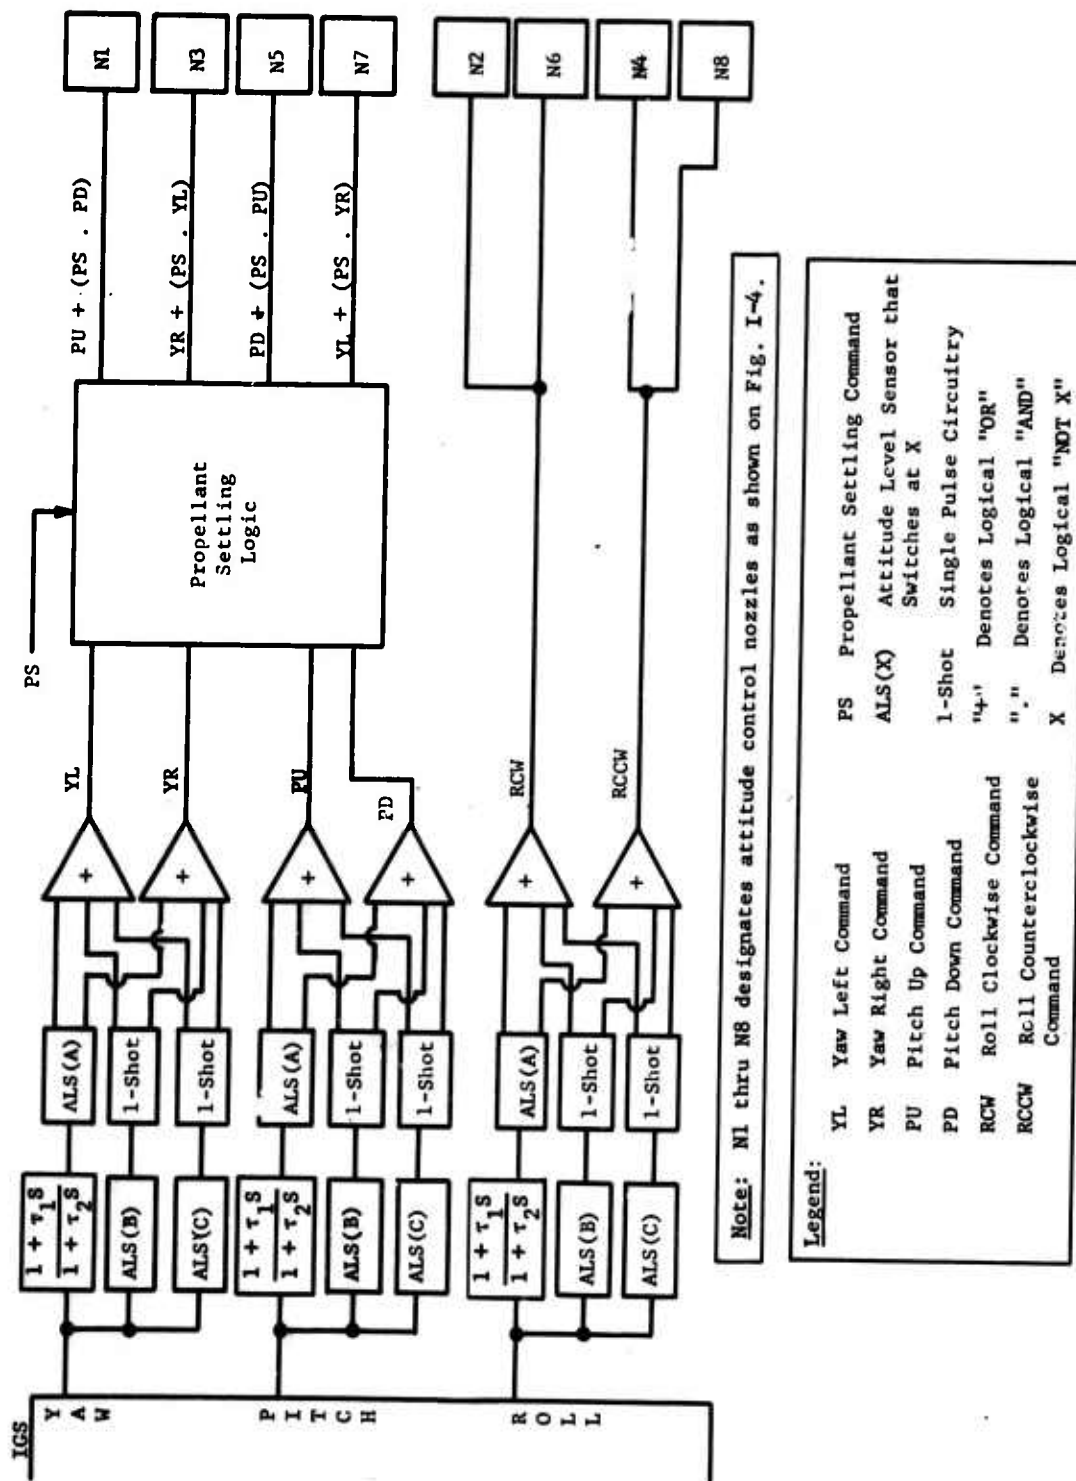 IGS
YAW
PITCH
ROLL
1 + τ₁S
1 + τ₂S
ALS(B)
ALS(C)
ALS(A)
1-Shot
1-Shot
1 + τ₁S
1 + τ₂S
ALS(B)
ALS(C)
ALS(A)
1-Shot
1-Shot
1 + τ₁S
1 + τ₂S
ALS(B)
ALS(C)
ALS(A)
1-Shot
1-Shot
+
+
+
+
+
+
YL
YR
PU
PD
RCW
RCCW
PS
Propellant
Settling
Logic
PU + (PS . PD)
YR + (PS . YL)
PD + (PS . PU)
YL + (PS . YR)
N1
N3
N5
N7
N2
N6
N4
N8
Note: N1 thru N8 designates attitude control nozzles as shown on Fig. I-4.
Legend:
YL Yaw Left Command
YR Yaw Right Command
PU Pitch Up Command
PD Pitch Down Command
RCW Roll Clockwise Command
RCCW Roll Counterclockwise
Command
PS Propellant Settling Command
ALS(X) Attitude Level Sensor that
Switches at X
1-Shot Single Pulse Circuitry
"+" Denotes Logical "OR"
"." Denotes Logical "AND"
X Denotes Logical "NOT X"